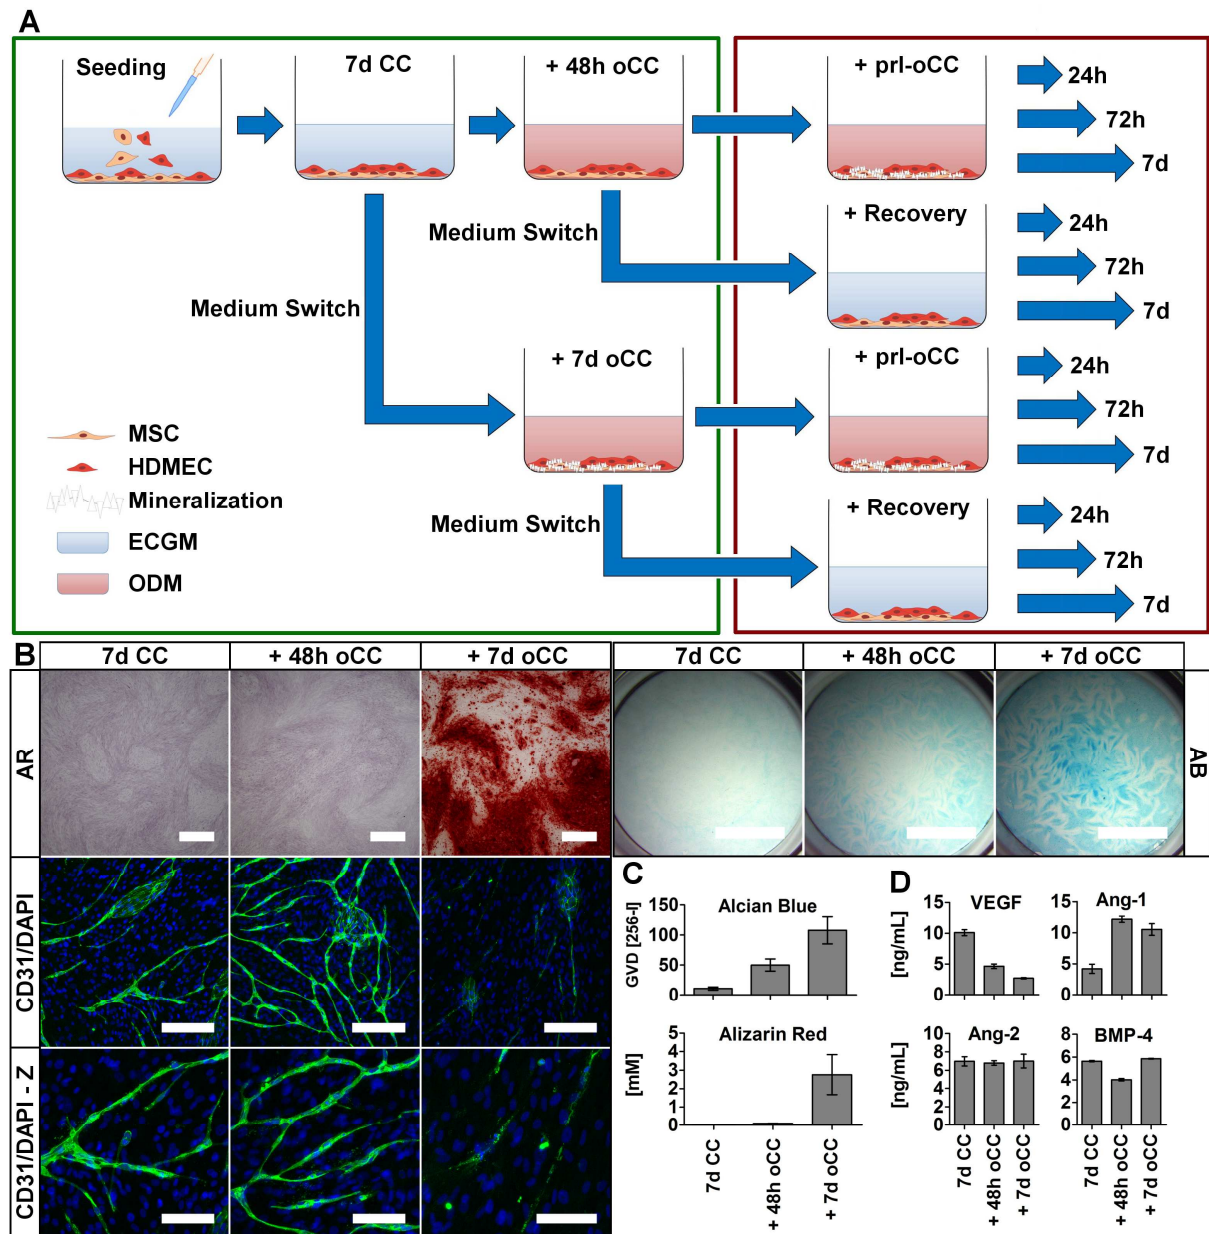 A
Seeding
7d CC
+ 48h oCC
+ prl-oCC
24h
72h
7d
Medium Switch
+ Recovery
24h
72h
7d
Medium Switch
+ 7d oCC
+ prl-oCC
24h
72h
7d
Medium Switch
+ Recovery
24h
72h
7d
MSC
HDMEC
Mineralization
ECGM
ODM
B
7d CC
+ 48h oCC
+ 7d oCC
7d CC
+ 48h oCC
+ 7d oCC
AR
AB
CD31/DAPI
CD31/DAPI - Z
C
Alcian Blue
GVD [256-I]
150
100
50
0
Alizarin Red
[mM]
5
4
3
2
1
0
7d CC
+ 48h oCC
+ 7d oCC
D
VEGF
[ng/mL]
15
10
5
0
Ang-1
15
10
5
0
Ang-2
[ng/mL]
10
8
6
4
2
0
BMP-4
8
6
4
2
0
7d CC
+ 48h oCC
+ 7d oCC
7d CC
+ 48h oCC
+ 7d oCC